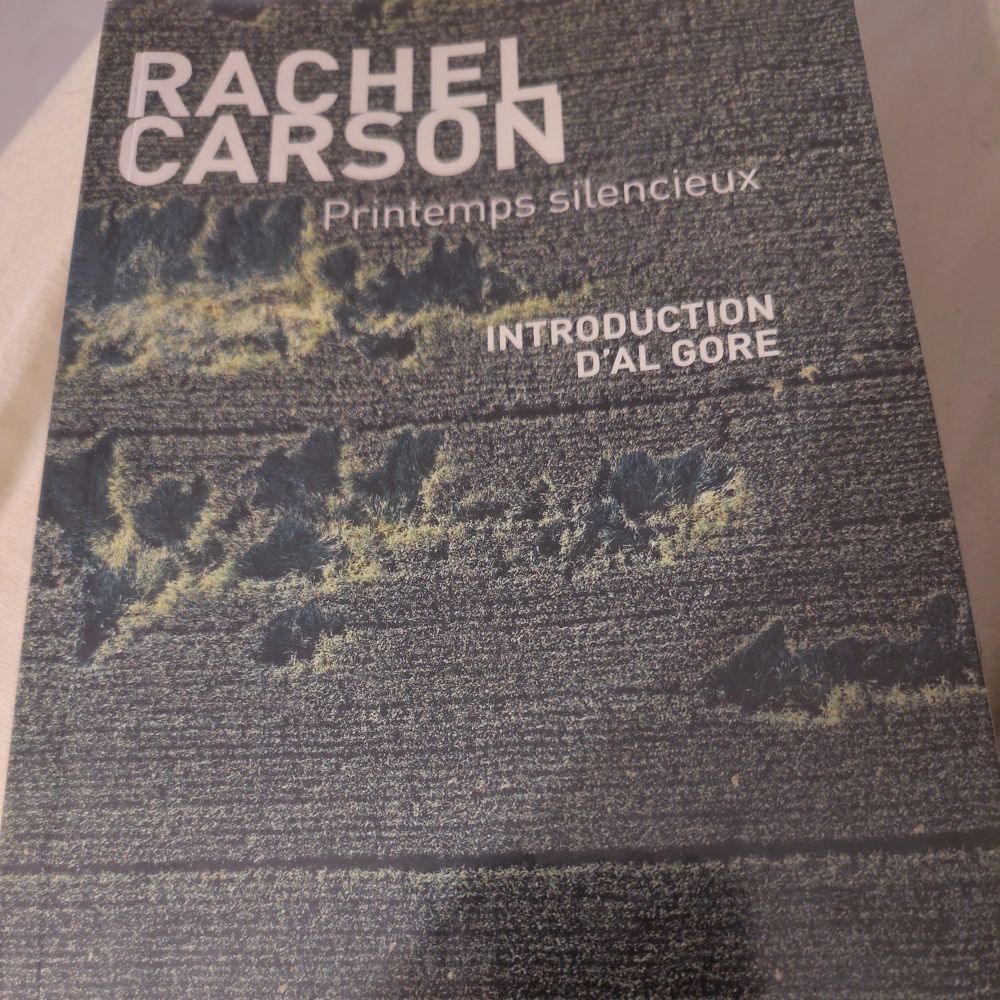 RACHEL
CARSON
Printemps silencieux
INTRODUCTION
D'AL GORE